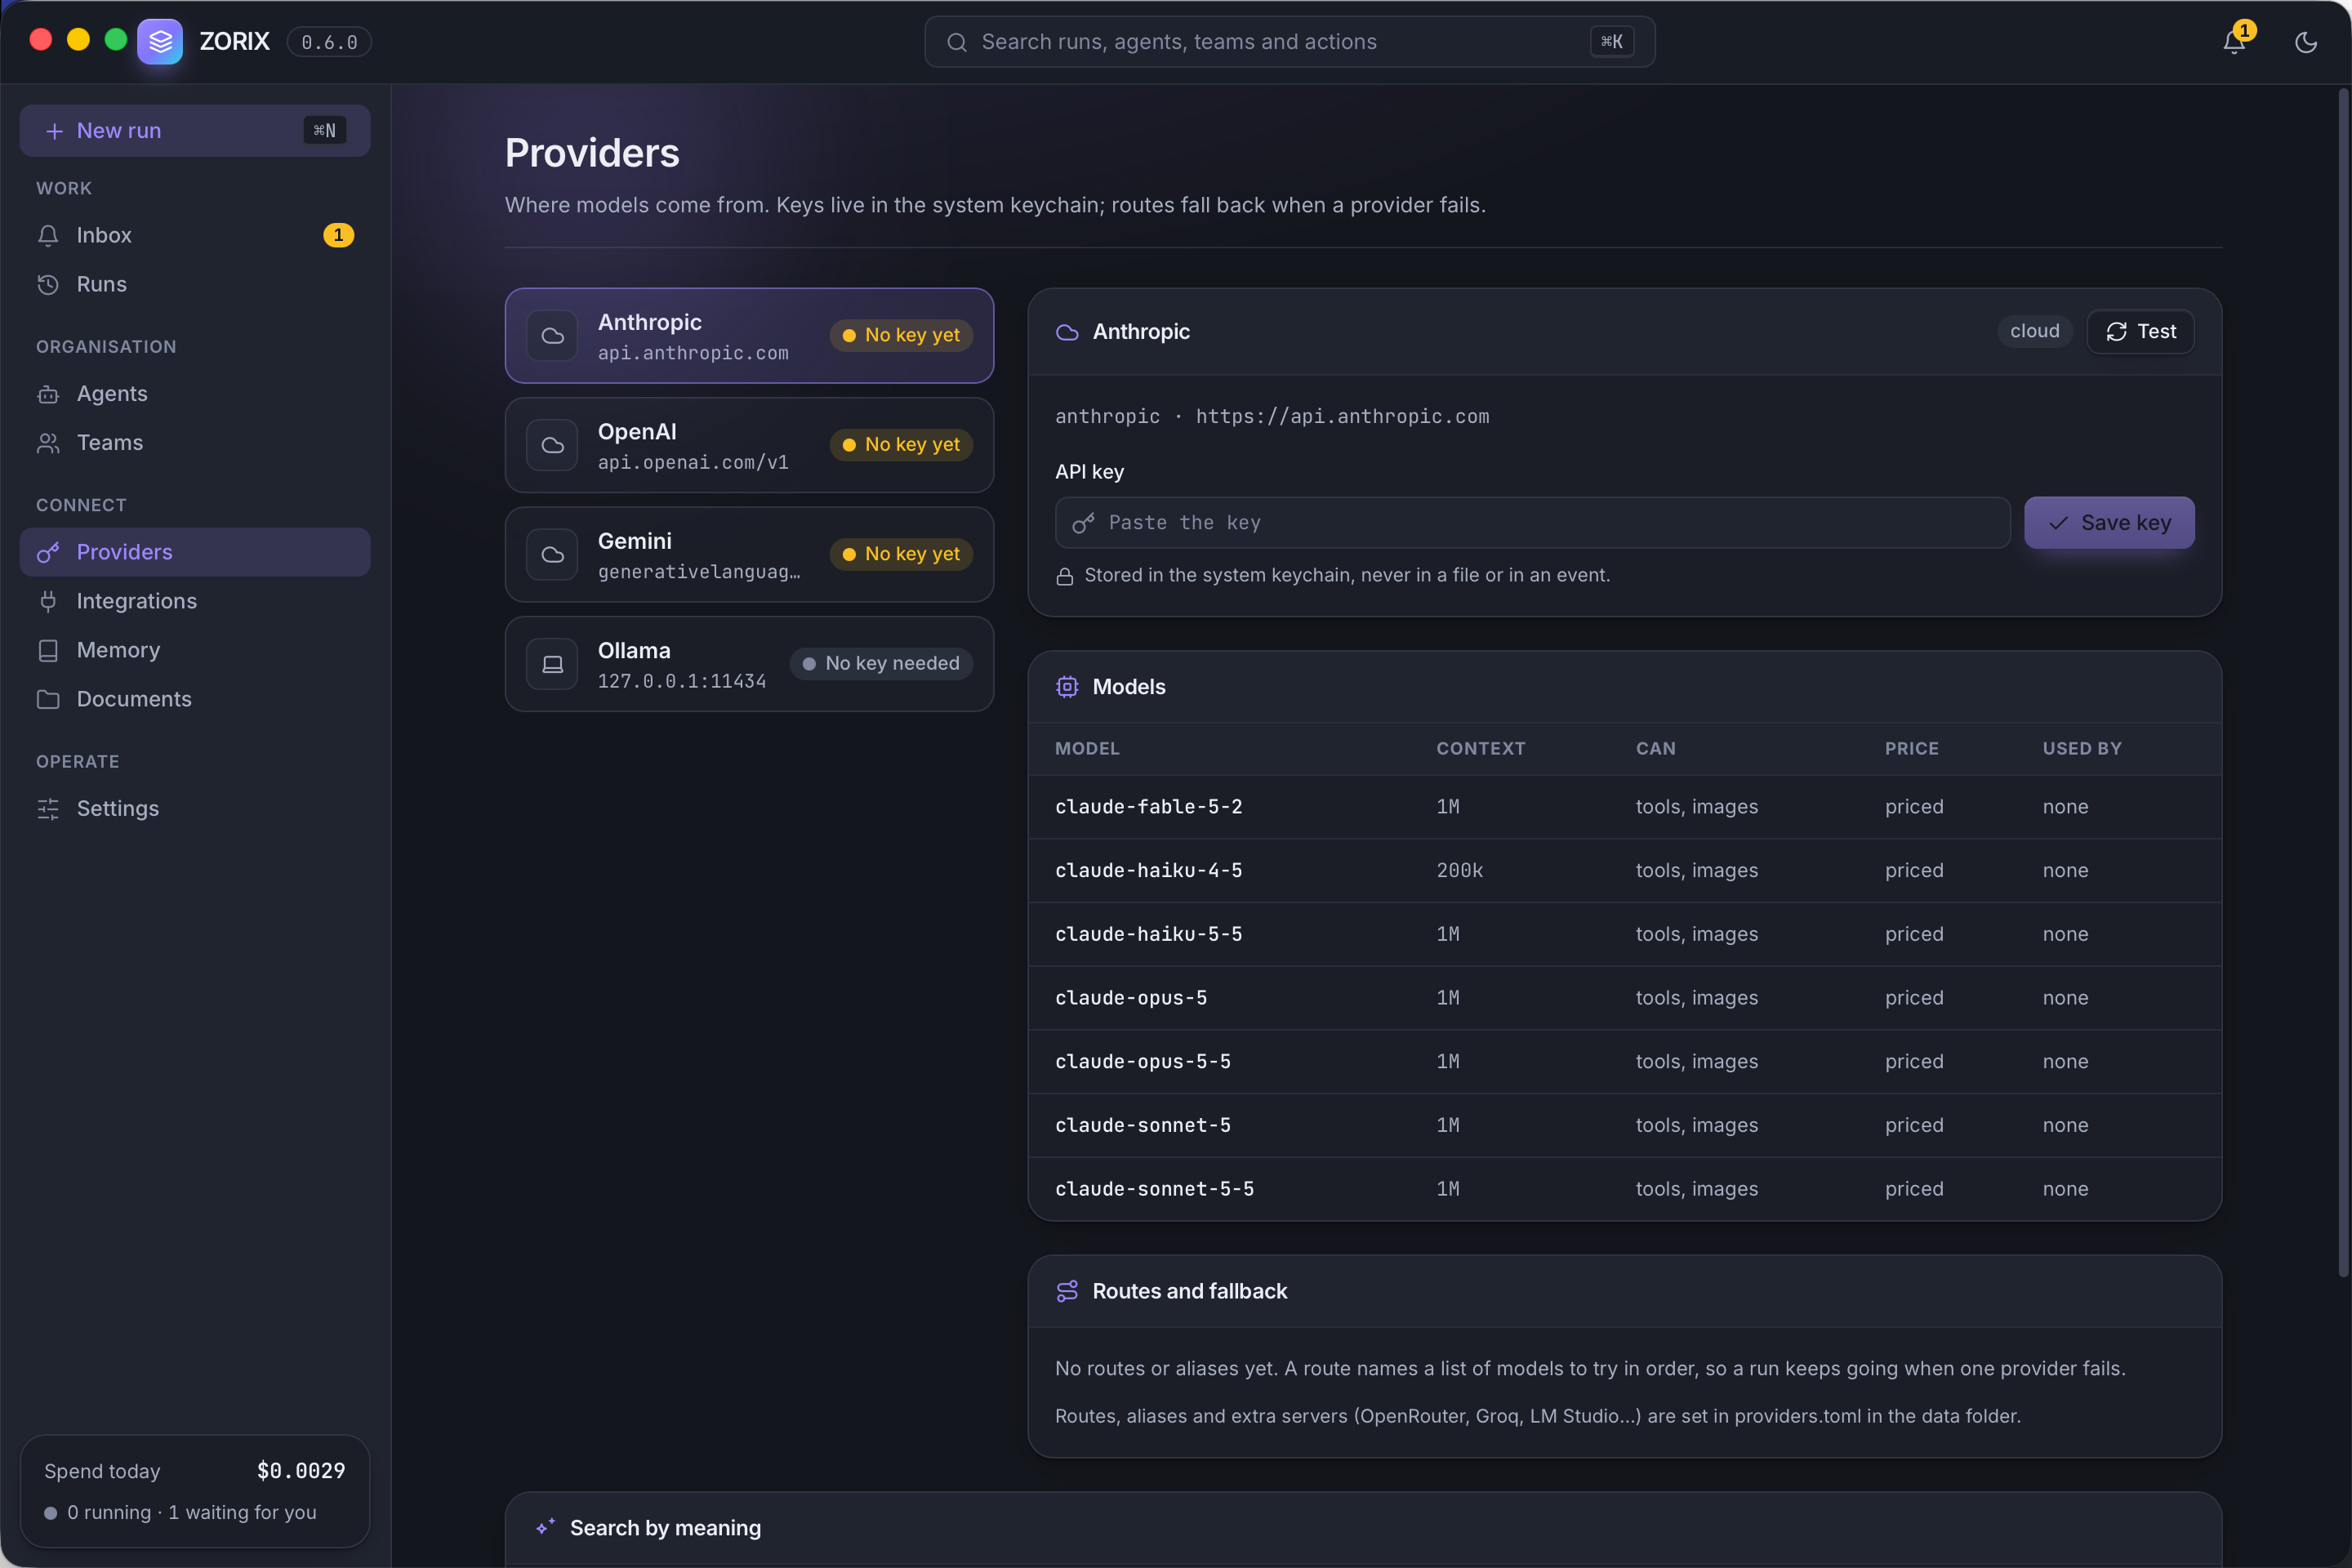 ZORIX 0.6.0
Search runs, agents, teams and actions ⌘K
1
New run ⌘N
WORK
Inbox 1
Runs
ORGANISATION
Agents
Teams
CONNECT
Providers
Integrations
Memory
Documents
OPERATE
Settings
Spend today $0.0029
0 running · 1 waiting for you
Providers
Where models come from. Keys live in the system keychain; routes fall back when a provider fails.
Anthropic
api.anthropic.com
No key yet
OpenAI
api.openai.com/v1
No key yet
Gemini
generativelanguag…
No key yet
Ollama
127.0.0.1:11434
No key needed
Anthropic cloud Test
anthropic · https://api.anthropic.com
API key
Paste the key Save key
Stored in the system keychain, never in a file or in an event.
Models
MODEL CONTEXT CAN PRICE USED BY
claude-fable-5-2 1M tools, images priced none
claude-haiku-4-5 200k tools, images priced none
claude-haiku-5-5 1M tools, images priced none
claude-opus-5 1M tools, images priced none
claude-opus-5-5 1M tools, images priced none
claude-sonnet-5 1M tools, images priced none
claude-sonnet-5-5 1M tools, images priced none
Routes and fallback
No routes or aliases yet. A route names a list of models to try in order, so a run keeps going when one provider fails.
Routes, aliases and extra servers (OpenRouter, Groq, LM Studio…) are set in providers.toml in the data folder.
Search by meaning